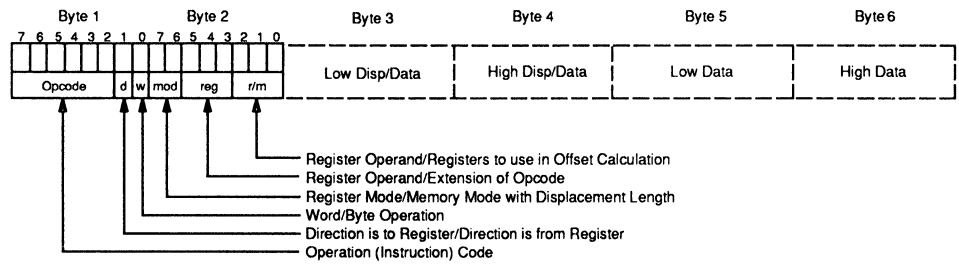 Byte 1 Byte 2 Byte 3 Byte 4 Byte 5 Byte 6
7 6 5 4 3 2 1 0 7 6 5 4 3 2 1 0
Opcode d w mod reg r/m Low Disp/Data High Disp/Data Low Data High Data
Register Operand/Registers to use in Offset Calculation
Register Operand/Extension of Opcode
Register Mode/Memory Mode with Displacement Length
Word/Byte Operation
Direction is to Register/Direction is from Register
Operation (Instruction) Code